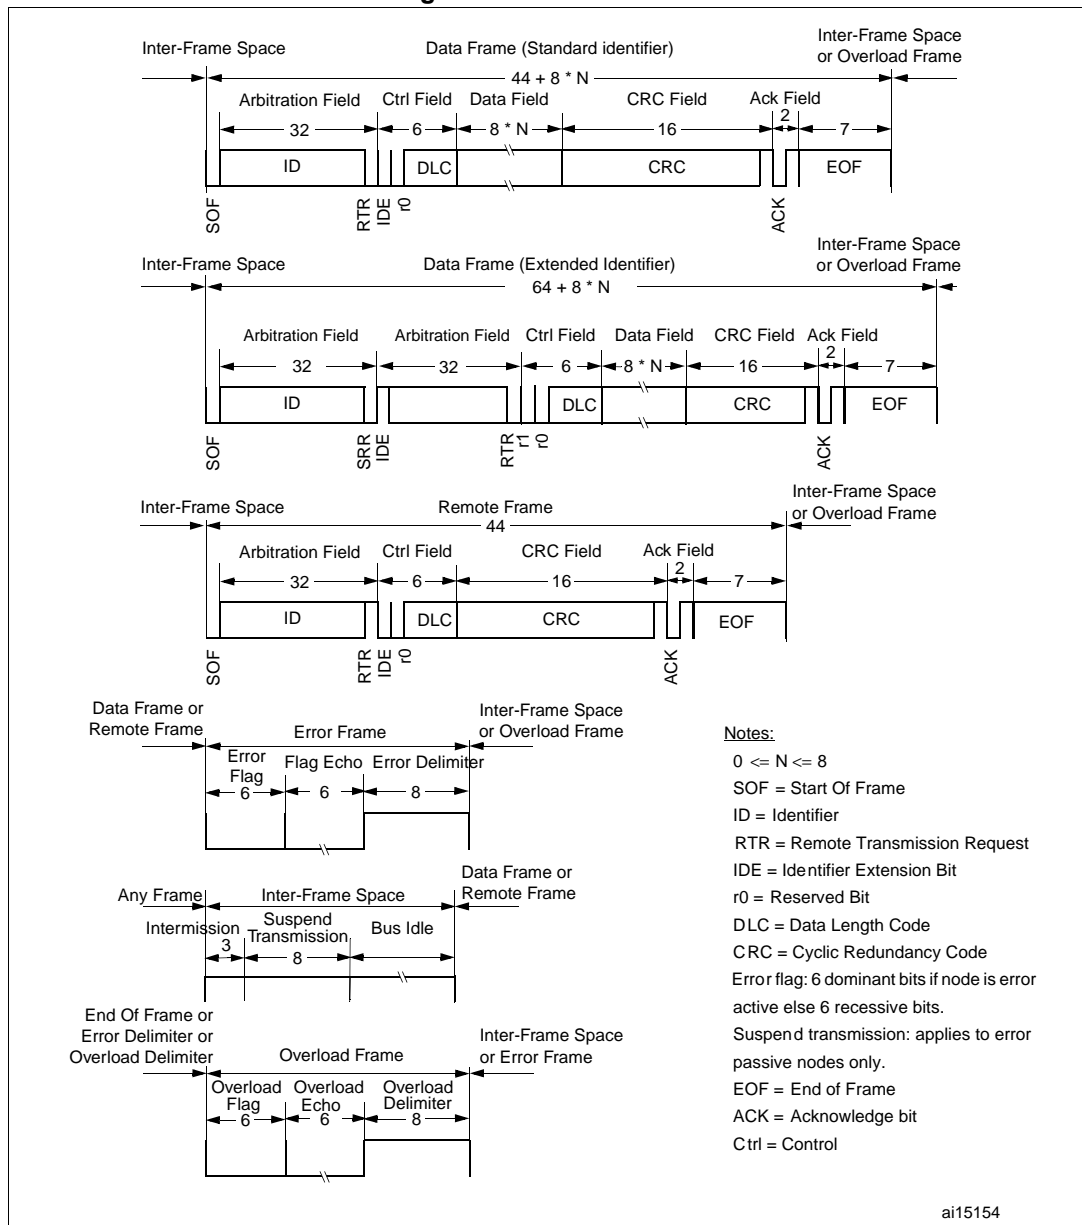 Inter-Frame Space
Data Frame (Standard identifier)
Inter-Frame Space
or Overload Frame
44 + 8 * N
Arbitration Field
Ctrl Field
Data Field
CRC Field
Ack Field
32
6
8 * N
16
2
7
ID
DLC
CRC
EOF
SOF
RTR
IDE
r0
ACK
Inter-Frame Space
Data Frame (Extended Identifier)
Inter-Frame Space
or Overload Frame
64 + 8 * N
Arbitration Field
Arbitration Field
Ctrl Field
Data Field
CRC Field
Ack Field
32
32
6
8 * N
16
2
7
ID
DLC
CRC
EOF
SOF
SRR
IDE
RTR
r1
r0
ACK
Inter-Frame Space
Remote Frame
Inter-Frame Space
or Overload Frame
44
Arbitration Field
Ctrl Field
CRC Field
Ack Field
32
6
16
2
7
ID
DLC
CRC
EOF
SOF
RTR
IDE
r0
ACK
Data Frame or
Remote Frame
Error Frame
Inter-Frame Space
or Overload Frame
Error
Flag
Flag Echo
Error Delimiter
6
6
8
Any Frame
Inter-Frame Space
Data Frame or
Remote Frame
Intermission
Suspend
Transmission
Bus Idle
3
8
End Of Frame or
Error Delimiter or
Overload Delimiter
Overload Frame
Inter-Frame Space
or Error Frame
Overload
Flag
Overload
Echo
Overload
Delimiter
6
6
8
Notes:
0 <= N <= 8
SOF = Start Of Frame
ID = Identifier
RTR = Remote Transmission Request
IDE = Identifier Extension Bit
r0 = Reserved Bit
DLC = Data Length Code
CRC = Cyclic Redundancy Code
Error flag: 6 dominant bits if node is error
active else 6 recessive bits.
Suspend transmission: applies to error
passive nodes only.
EOF = End of Frame
ACK = Acknowledge bit
Ctrl = Control
ai15154